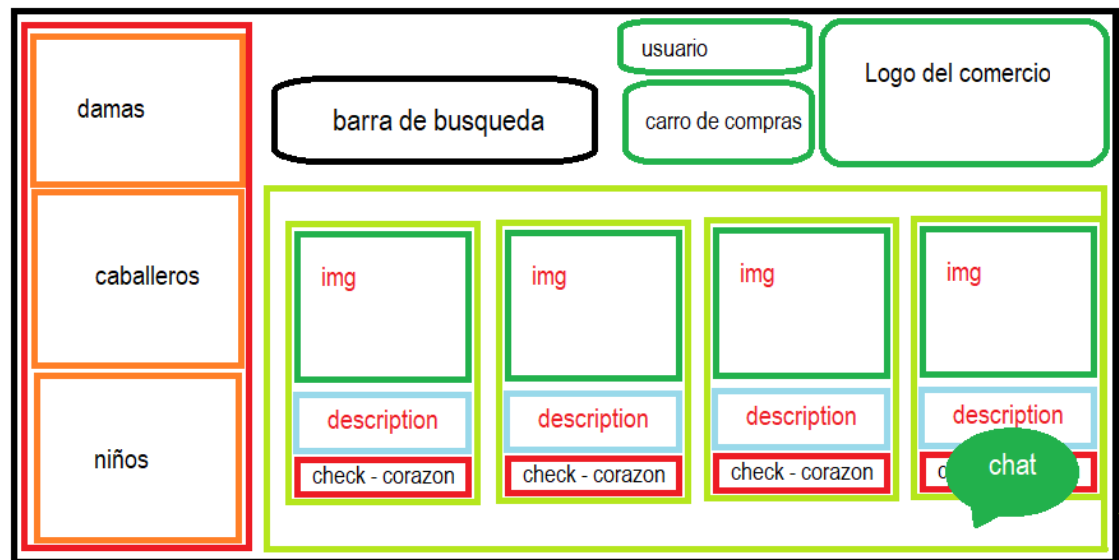 damas
caballeros
niños
barra de busqueda
usuario
carro de compras
Logo del comercio
img
description
check - corazon
img
description
check - corazon
img
description
check - corazon
img
description
chat